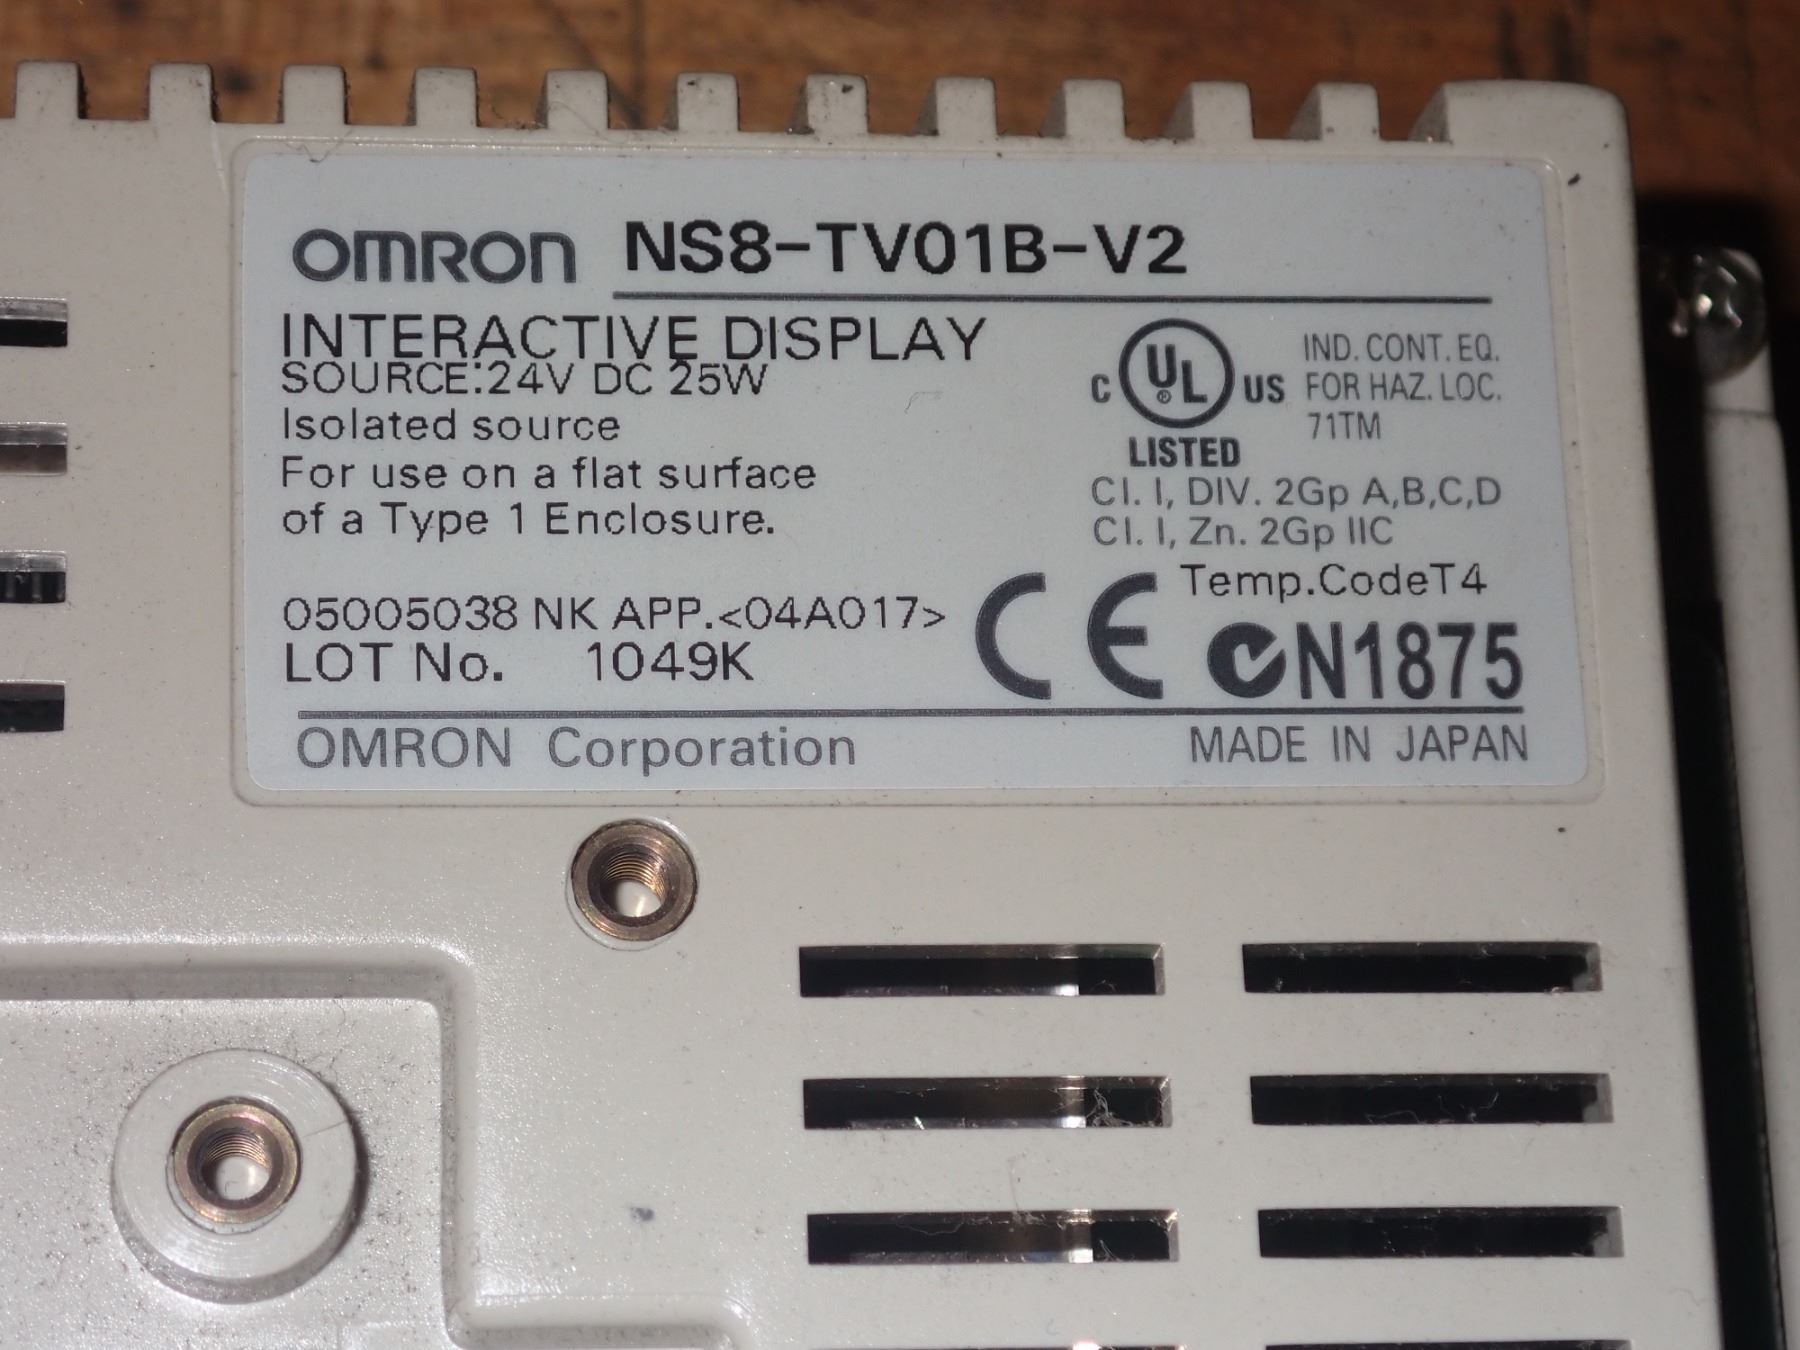 OMRON NS8-TV01B-V2
INTERACTIVE DISPLAY
SOURCE:24V DC 25W
Isolated source
For use on a flat surface
of a Type 1 Enclosure.
05005038 NK APP.<04A017>
LOT No. 1049K
C UL ® US
LISTED
IND. CONT. EQ.
FOR HAZ. LOC.
71TM
Cl. I, DIV. 2Gp A,B,C,D
Cl. I, Zn. 2Gp IIC
Temp.CodeT4
CE N1875
OMRON Corporation MADE IN JAPAN